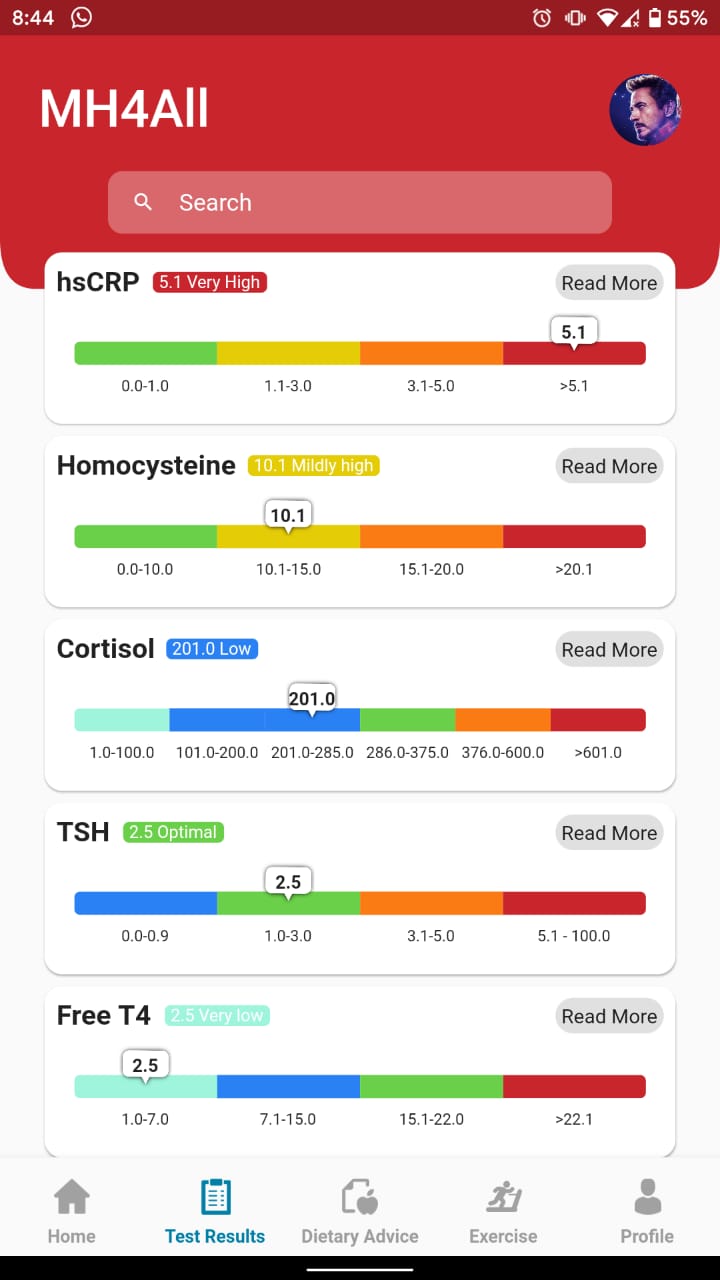 8:44 55%
MH4All
Search
hsCRP 5.1 Very High Read More
5.1
0.0-1.0 1.1-3.0 3.1-5.0 >5.1
Homocysteine 10.1 Mildly high Read More
10.1
0.0-10.0 10.1-15.0 15.1-20.0 >20.1
Cortisol 201.0 Low Read More
201.0
1.0-100.0 101.0-200.0 201.0-285.0 286.0-375.0 376.0-600.0 >601.0
TSH 2.5 Optimal Read More
2.5
0.0-0.9 1.0-3.0 3.1-5.0 5.1 - 100.0
Free T4 2.5 Very low Read More
2.5
1.0-7.0 7.1-15.0 15.1-22.0 >22.1
Home Test Results Dietary Advice Exercise Profile